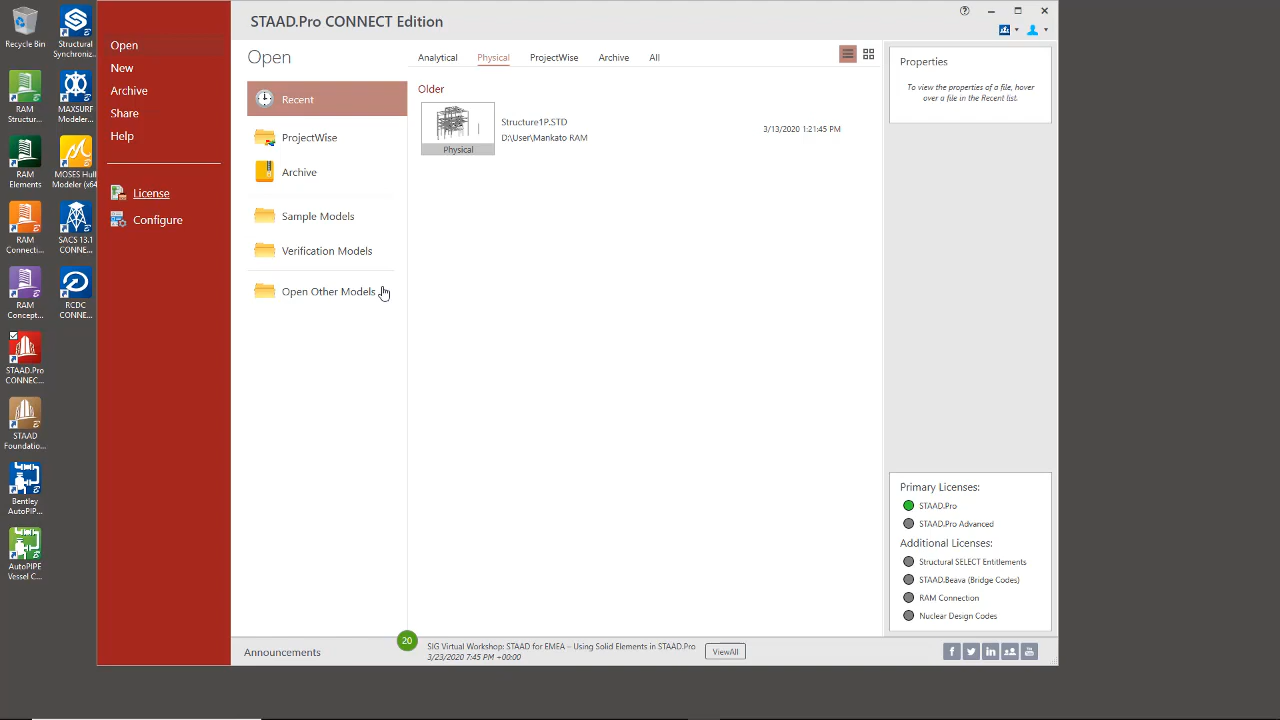 Recycle Bin
Structural
Synchroniz...
RAM
Structur...
MAXSURF
Modeler...
RAM
Elements
MOSES Hull
Modeler (x64)
RAM
Connecti...
SACS 13.1
CONNE...
RAM
Concept...
RCDC
CONNE...
STAAD.Pro
CONNEC...
STAAD
Foundatio...
Bentley
AutoPIP...
AutoPIPE
Vessel C...
STAAD.Pro CONNECT Edition
Open
New
Archive
Share
Help
License
Configure
Open
Analytical
Physical
ProjectWise
Archive
All
Recent
ProjectWise
Archive
Sample Models
Verification Models
Open Other Models
Older
Physical
Structure1P.STD
D:\User\Mankato RAM
3/13/2020 1:21:45 PM
Properties
To view the properties of a file, hover
over a file in the Recent list.
Primary Licenses:
STAAD.Pro
STAAD.Pro Advanced
Additional Licenses:
Structural SELECT Entitlements
STAAD.Beava (Bridge Codes)
RAM Connection
Nuclear Design Codes
Announcements
20
SIG Virtual Workshop: STAAD for EMEA – Using Solid Elements in STAAD.Pro
3/23/2020 7:45 PM +00:00
ViewAll